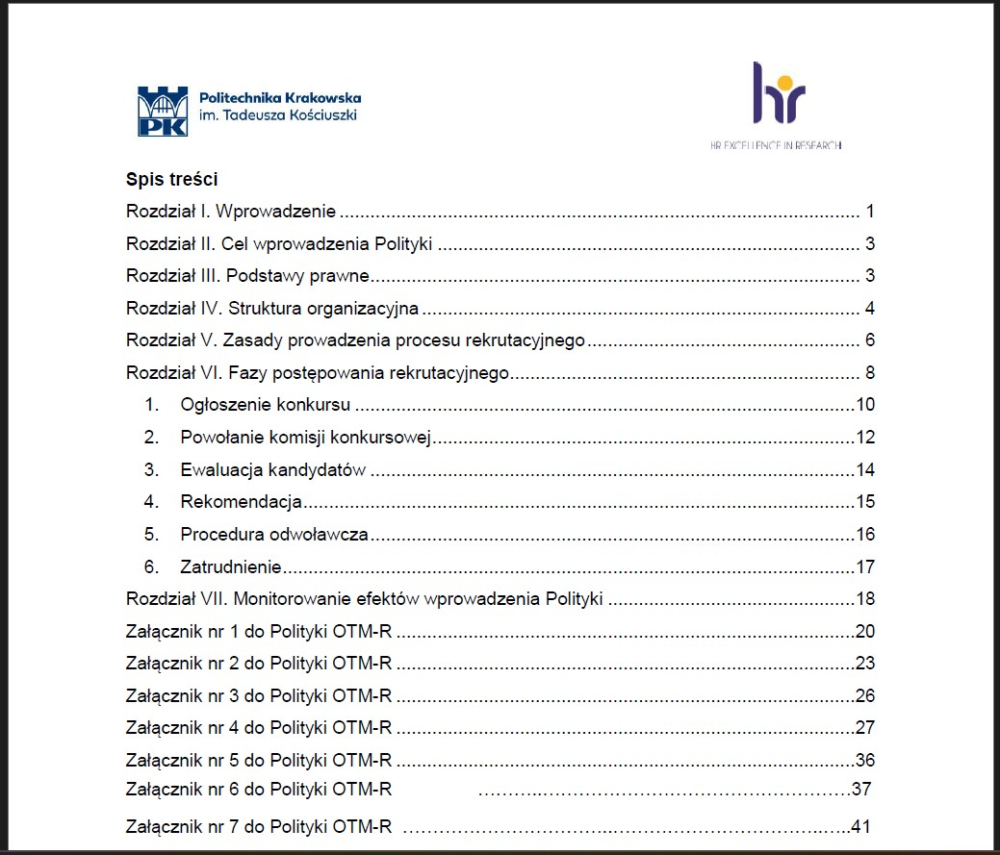 Politechnika Krakowska
im. Tadeusza Kościuszki
PK
hr
HR EXCELLENCE IN RESEARCH
Spis treści
Rozdział I. Wprowadzenie ........................................................ 1
Rozdział II. Cel wprowadzenia Polityki ........................................................ 3
Rozdział III. Podstawy prawne........................................................ 3
Rozdział IV. Struktura organizacyjna ........................................................ 4
Rozdział V. Zasady prowadzenia procesu rekrutacyjnego ........................................................ 6
Rozdział VI. Fazy postępowania rekrutacyjnego........................................................ 8
1. Ogłoszenie konkursu ........................................................10
2. Powołanie komisji konkursowej........................................................12
3. Ewaluacja kandydatów ........................................................14
4. Rekomendacja........................................................15
5. Procedura odwoławcza........................................................16
6. Zatrudnienie........................................................17
Rozdział VII. Monitorowanie efektów wprowadzenia Polityki ........................................................18
Załącznik nr 1 do Polityki OTM-R ........................................................20
Załącznik nr 2 do Polityki OTM-R ........................................................23
Załącznik nr 3 do Polityki OTM-R ........................................................26
Załącznik nr 4 do Polityki OTM-R ........................................................27
Załącznik nr 5 do Polityki OTM-R ........................................................36
Załącznik nr 6 do Polityki OTM-R ........................................................37
Załącznik nr 7 do Polityki OTM-R ........................................................41